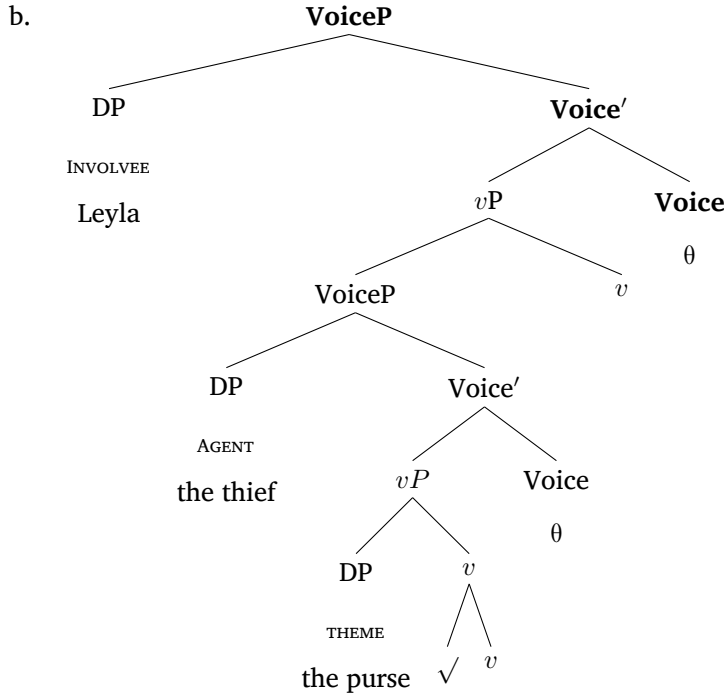 b.
VoiceP
DP Voice′
INVOLVEE
Leyla
vP Voice
θ
VoiceP v
DP Voice′
AGENT
the thief
vP Voice
θ
DP v
THEME
the purse
√ v